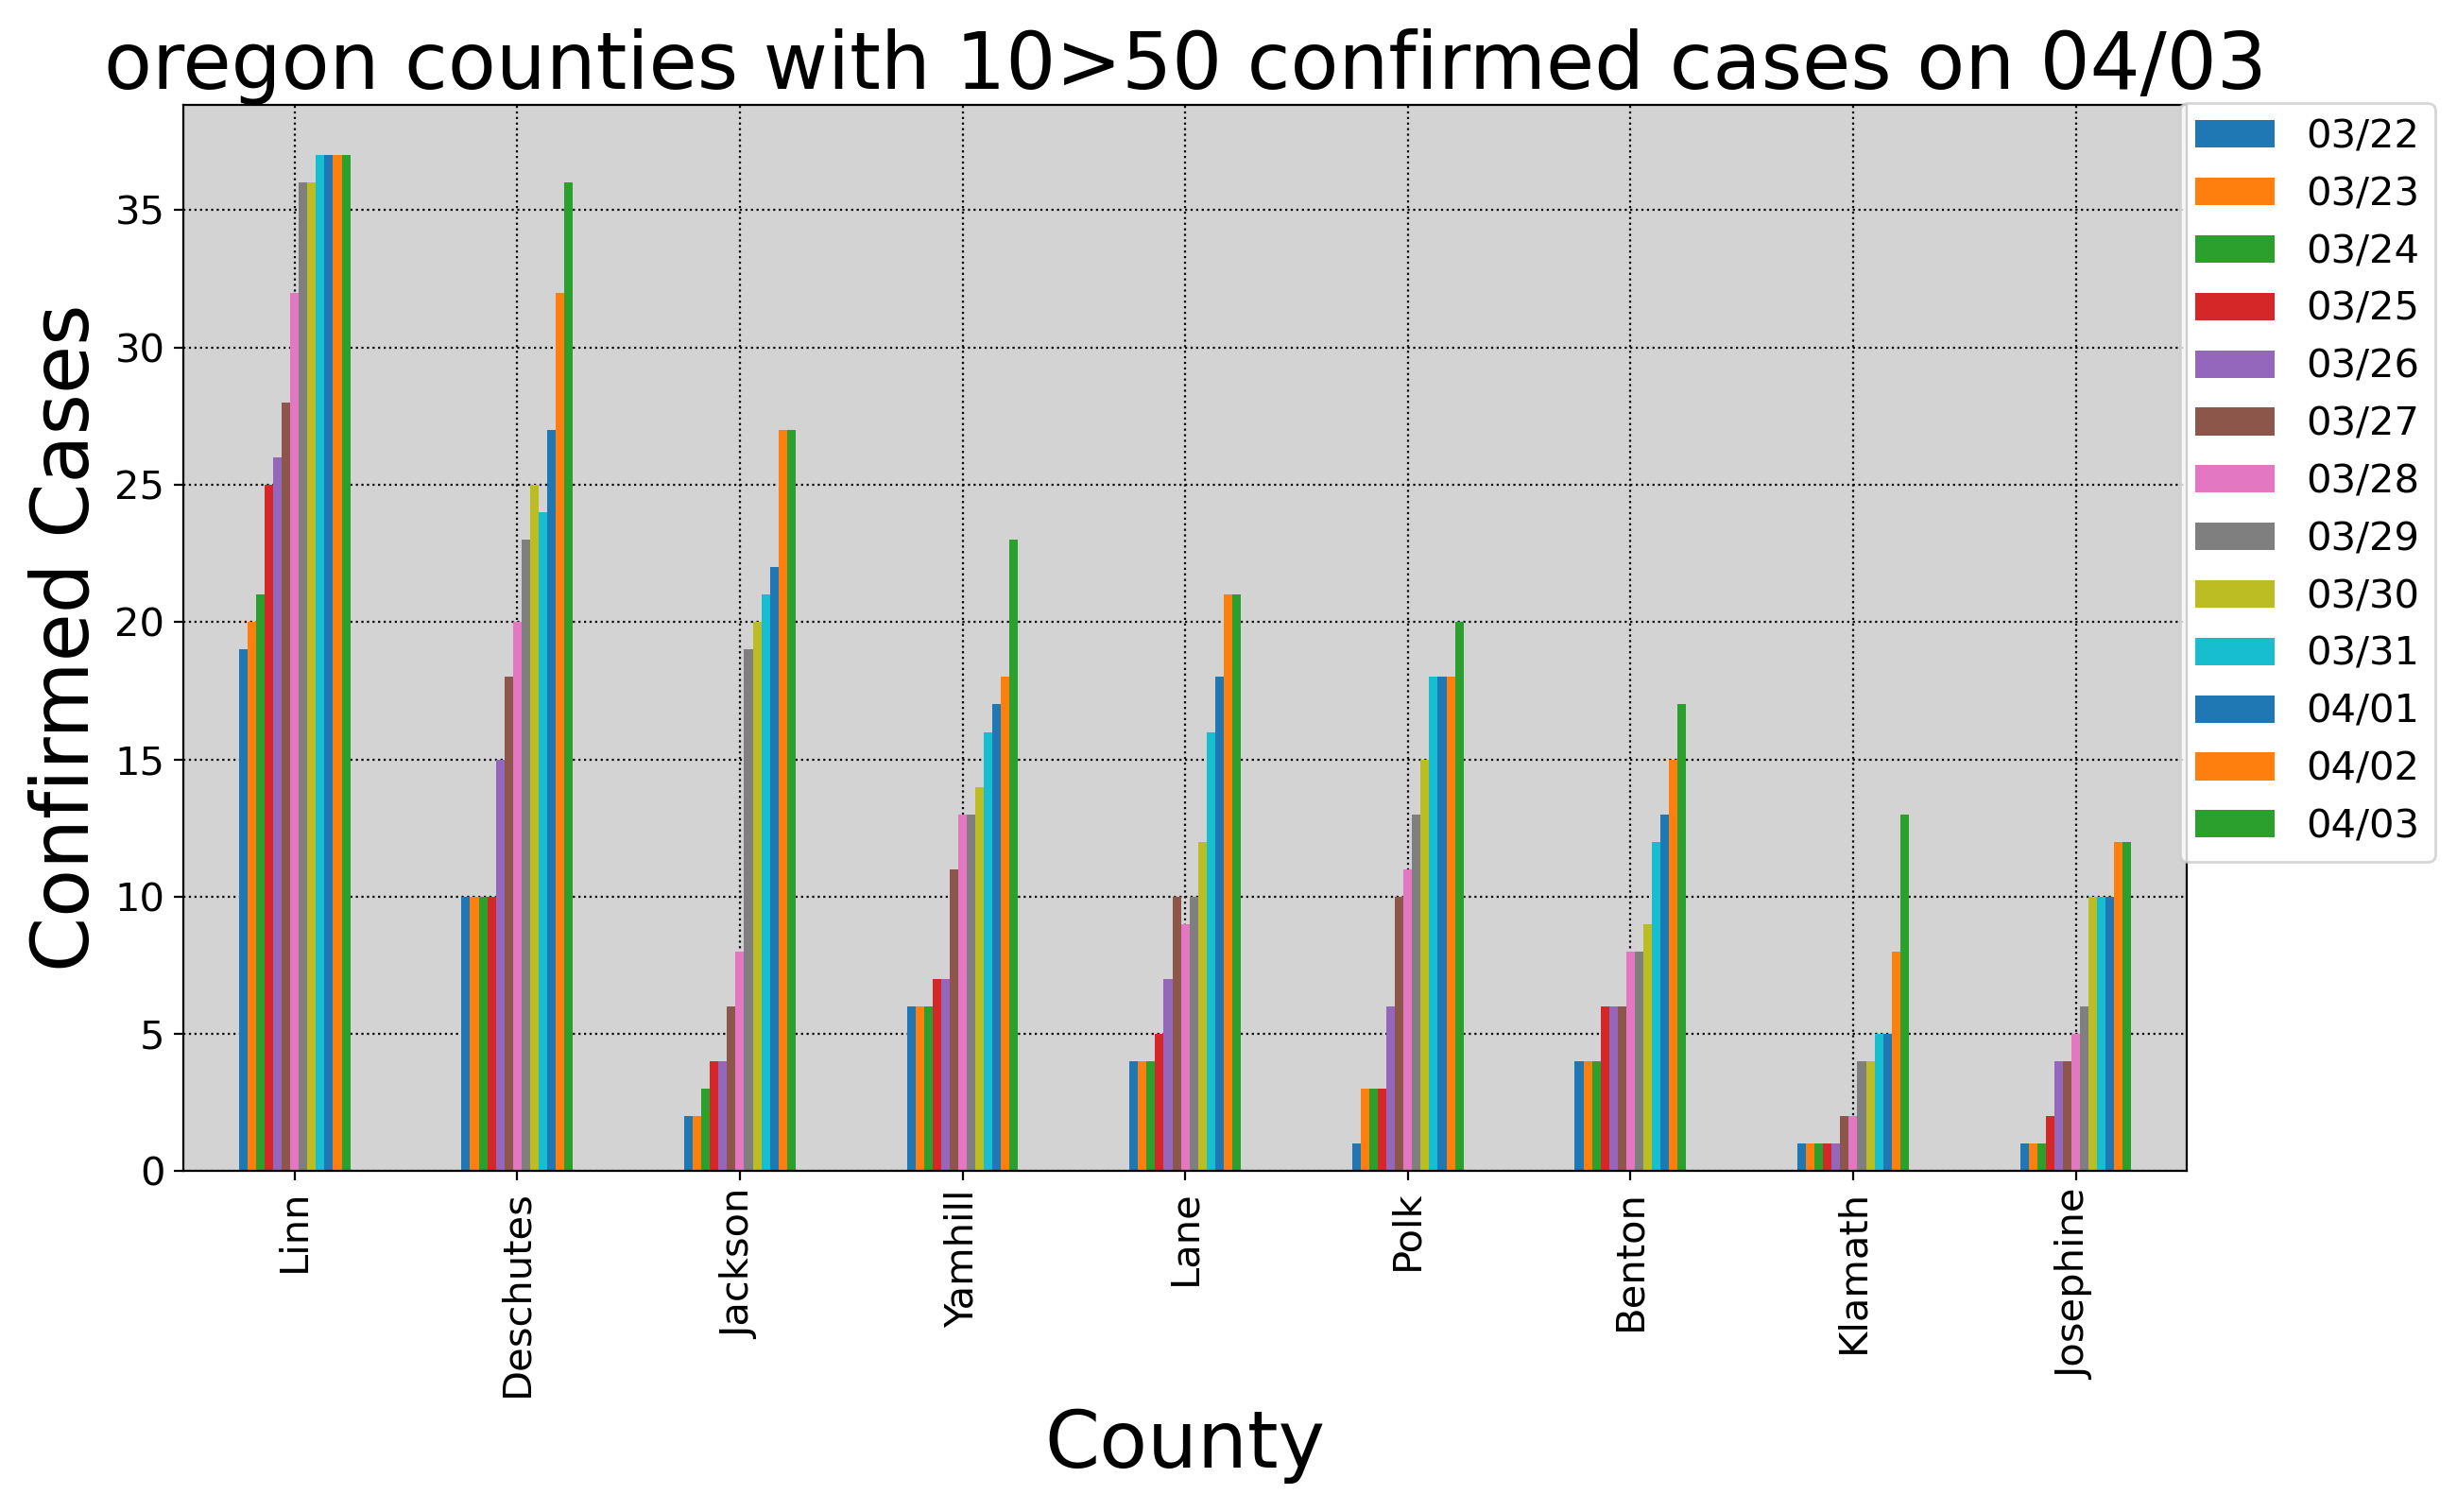 oregon counties with 10>50 confirmed cases on 04/03
Confirmed Cases
35
30
25
20
15
10
5
0
Linn
Deschutes
Jackson
Yamhill
Lane
Polk
Benton
Klamath
Josephine
County
03/22
03/23
03/24
03/25
03/26
03/27
03/28
03/29
03/30
03/31
04/01
04/02
04/03